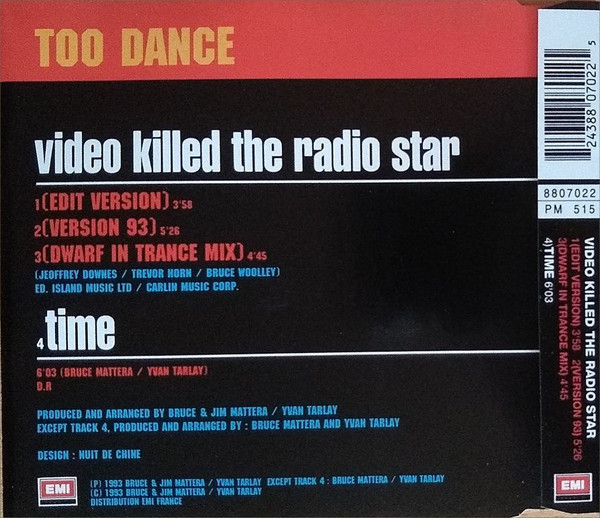 TOO DANCE
video killed the radio star
1(EDIT VERSION) 3'58
2(VERSION 93) 5'26
3(DWARF IN TRANCE MIX) 4'45
(JEOFFREY DOWNES / TREVOR HORN / BRUCE WOOLLEY)
ED. ISLAND MUSIC LTD / CARLIN MUSIC CORP.
4 time
6'03 (BRUCE MATTERA / YVAN TARLAY)
D.R
PRODUCED AND ARRANGED BY BRUCE & JIM MATTERA / YVAN TARLAY
EXCEPT TRACK 4, PRODUCED AND ARRANGED BY : BRUCE MATTERA AND YVAN TARLAY
DESIGN : NUIT DE CHINE
EMI
(P) 1993 BRUCE & JIM MATTERA / YVAN TARLAY EXCEPT TRACK 4 : BRUCE MATTERA / YVAN TARLAY
(C) 1993 BRUCE & JIM MATTERA / YVAN TARLAY
DISTRIBUTION EMI FRANCE
7 24388 07022 5
8807022
PM 515
VIDEO KILLED THE RADIO STAR
1(EDIT VERSION) 3'58 2(VERSION 93) 5'26
3(DWARF IN TRANCE MIX) 4'45
4)TIME 6'03
EMI